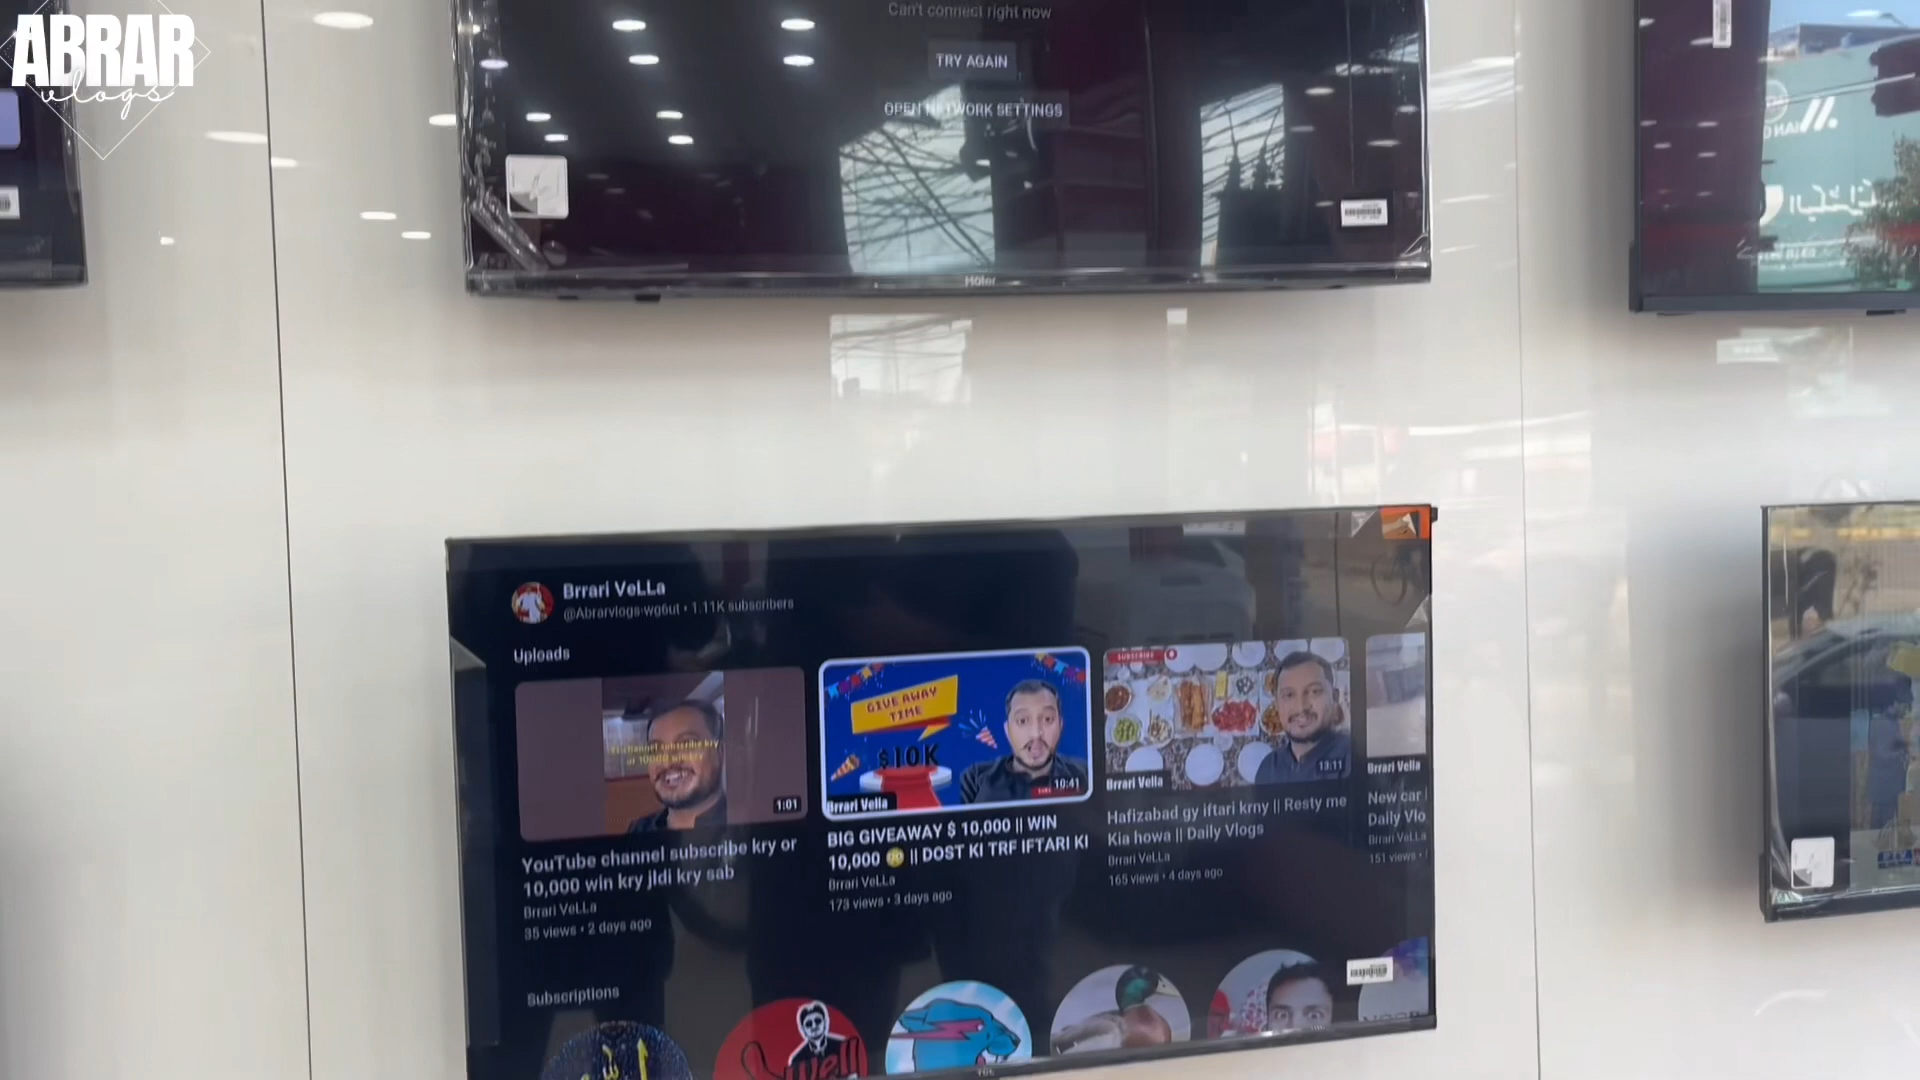 ABRAR
vlogs
Can't connect right now
TRY AGAIN
OPEN NETWORK SETTINGS
Haier
Brrari VeLLa
@Abrarvlogs-wg6ut • 1.11K subscribers
Uploads
1:01
YouTube channel subscribe kry or
10,000 win kry jldi kry sab
Brrari VeLLa
35 views • 2 days ago
GIVE AWAY
TIME
$10K
Brrari Vella
10:41
BIG GIVEAWAY $ 10,000 || WIN
10,000 😳 || DOST KI TRF IFTARI KI
Brrari VeLLa
173 views • 3 days ago
SUBSCRIBE
Brrari Vella
13:11
Hafizabad gy iftari krny || Resty me
Kia howa || Daily Vlogs
Brrari VeLLa
165 views • 4 days ago
Brrari Vella
New car
Daily Vlo
Brrari VeLLa
151 views •
Subscriptions